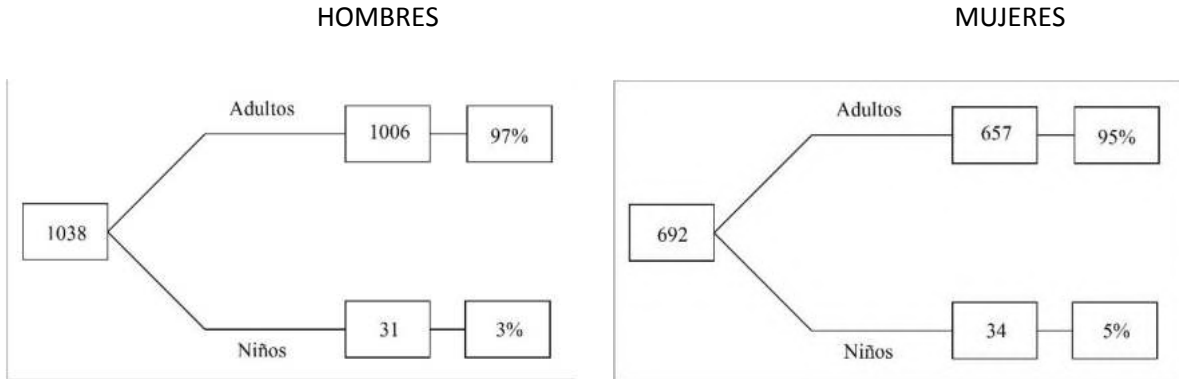 HOMBRES
MUJERES
Adultos
1006
97%
1038
31
3%
Niños
Adultos
657
95%
692
34
5%
Niños